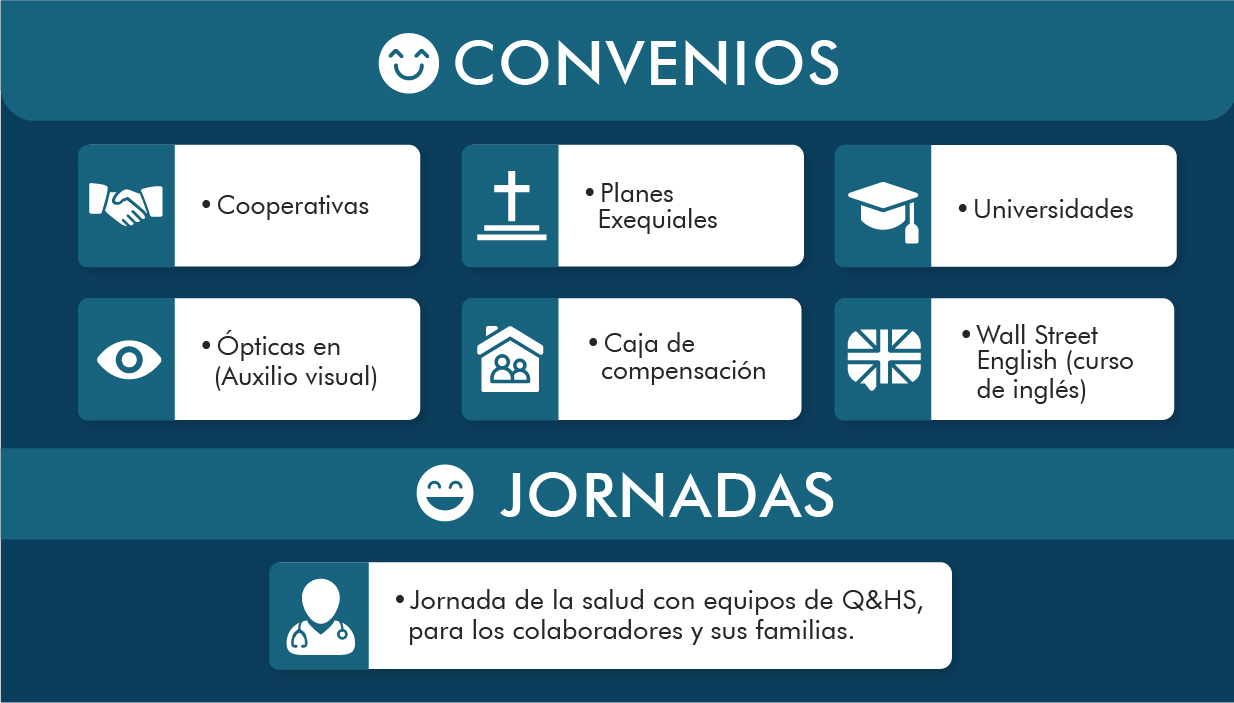 CONVENIOS
• Cooperativas
• Planes
Exequiales
• Universidades
• Ópticas en
(Auxilio visual)
• Caja de
compensación
• Wall Street
English (curso
de inglés)
JORNADAS
• Jornada de la salud con equipos de Q&HS,
para los colaboradores y sus familias.